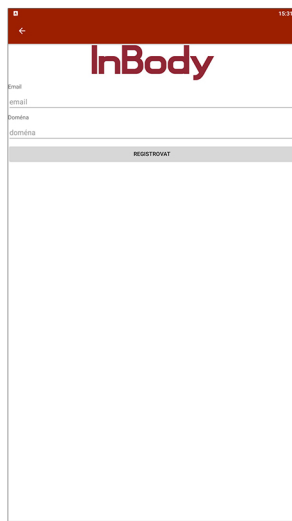 15:31
InBody
Email
email
Doména
doména
REGISTROVAT